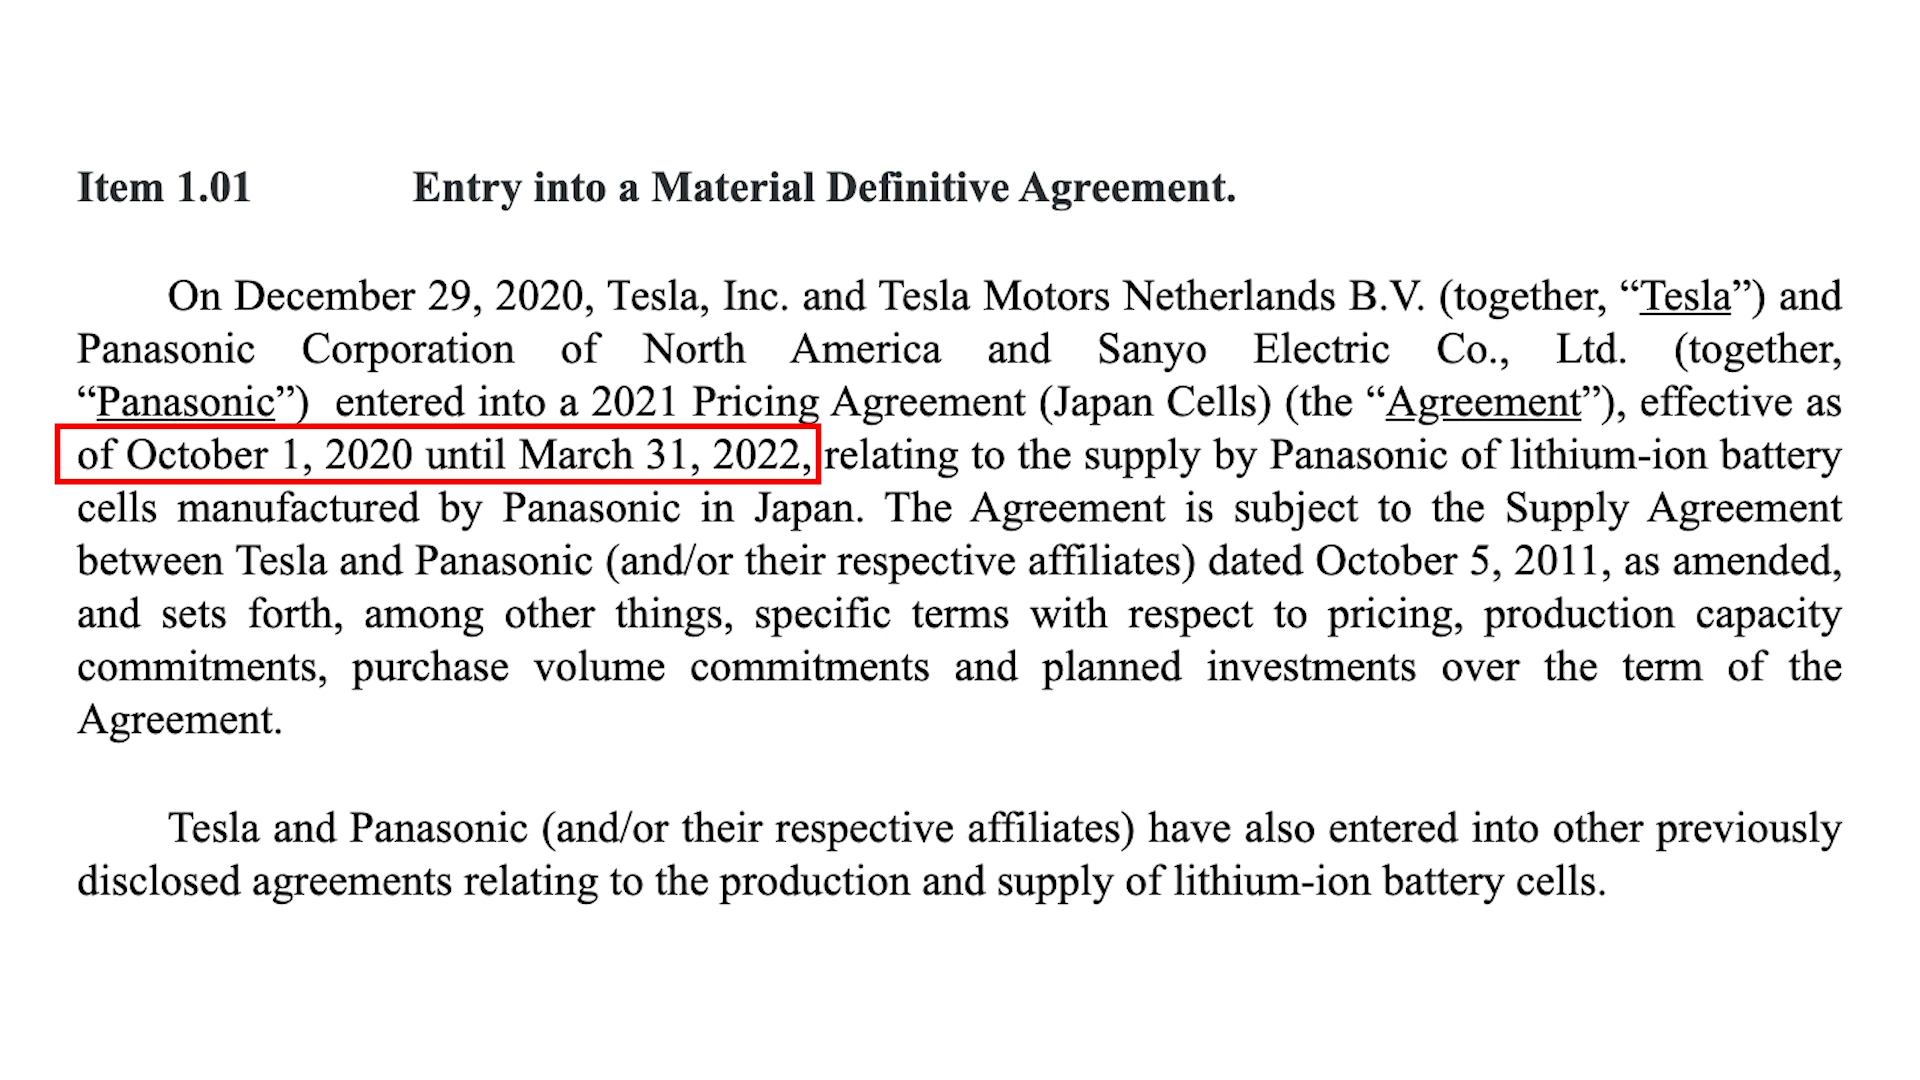 Item 1.01 Entry into a Material Definitive Agreement.
On December 29, 2020, Tesla, Inc. and Tesla Motors Netherlands B.V. (together, “Tesla”) and
Panasonic Corporation of North America and Sanyo Electric Co., Ltd. (together,
“Panasonic”) entered into a 2021 Pricing Agreement (Japan Cells) (the “Agreement”), effective as
of October 1, 2020 until March 31, 2022, relating to the supply by Panasonic of lithium-ion battery
cells manufactured by Panasonic in Japan. The Agreement is subject to the Supply Agreement
between Tesla and Panasonic (and/or their respective affiliates) dated October 5, 2011, as amended,
and sets forth, among other things, specific terms with respect to pricing, production capacity
commitments, purchase volume commitments and planned investments over the term of the
Agreement.
Tesla and Panasonic (and/or their respective affiliates) have also entered into other previously
disclosed agreements relating to the production and supply of lithium-ion battery cells.